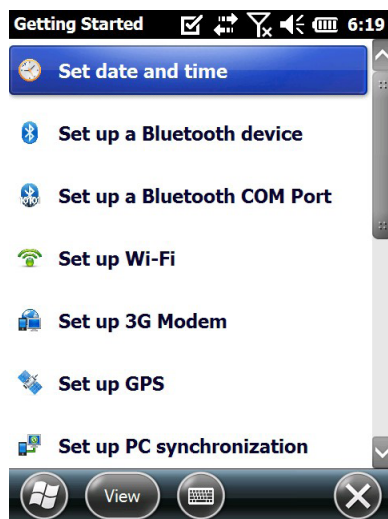 Getting Started 6:19
Set date and time
Set up a Bluetooth device
Set up a Bluetooth COM Port
Set up Wi-Fi
Set up 3G Modem
Set up GPS
Set up PC synchronization
View